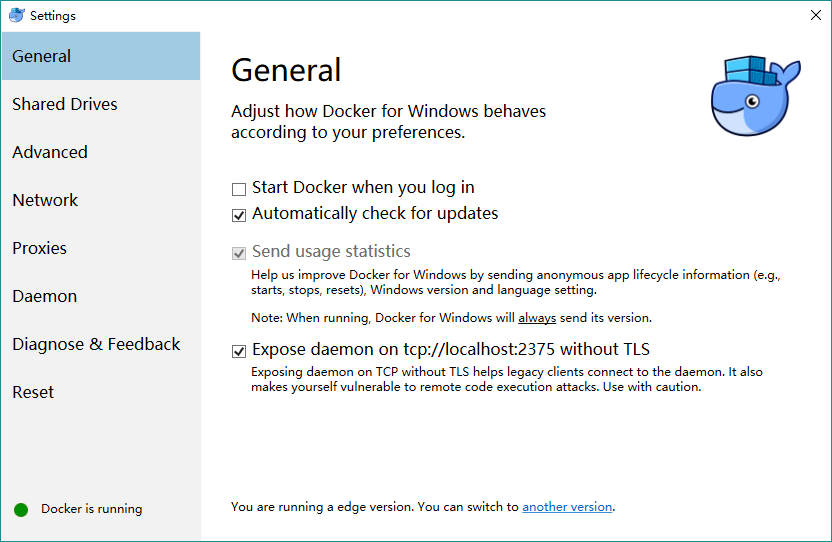 Settings
General
Shared Drives
Advanced
Network
Proxies
Daemon
Diagnose & Feedback
Reset
Docker is running
General
Adjust how Docker for Windows behaves
according to your preferences.
Start Docker when you log in
Automatically check for updates
Send usage statistics
Help us improve Docker for Windows by sending anonymous app lifecycle information (e.g.,
starts, stops, resets), Windows version and language setting.
Note: When running, Docker for Windows will always send its version.
Expose daemon on tcp://localhost:2375 without TLS
Exposing daemon on TCP without TLS helps legacy clients connect to the daemon. It also
makes yourself vulnerable to remote code execution attacks. Use with caution.
You are running a edge version. You can switch to another version.